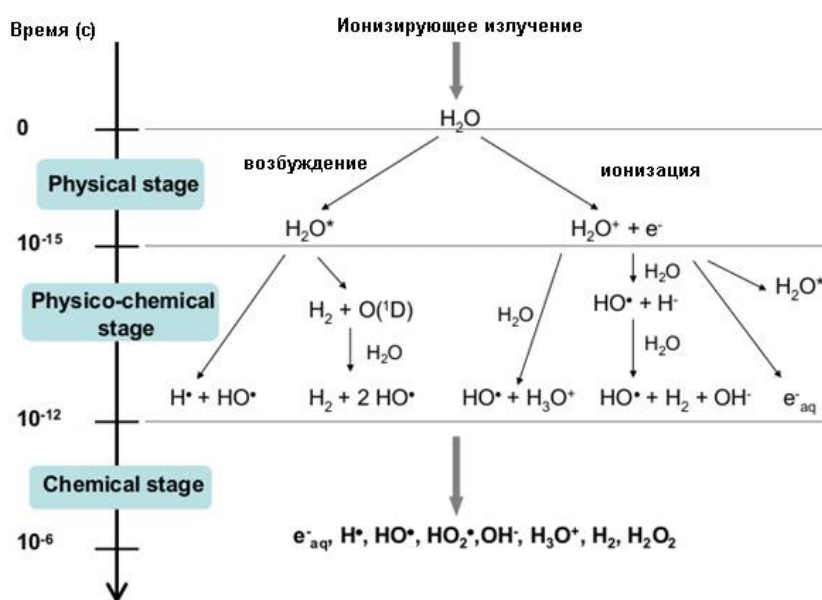 Время (с)
Ионизирующее излучение
0
H₂O
возбуждение
ионизация
Physical stage
H₂O*
H₂O⁺ + e⁻
10⁻¹⁵
H₂O
H₂O*
Physico-chemical
stage
H₂ + O(¹D)
H₂O
HO• + H⁻
H₂O
H₂O
H• + HO•
H₂ + 2 HO•
HO• + H₃O⁺
HO• + H₂ + OH⁻
e⁻aq
10⁻¹²
Chemical stage
10⁻⁶
e⁻aq, H•, HO•, HO₂•,OH⁻, H₃O⁺, H₂, H₂O₂